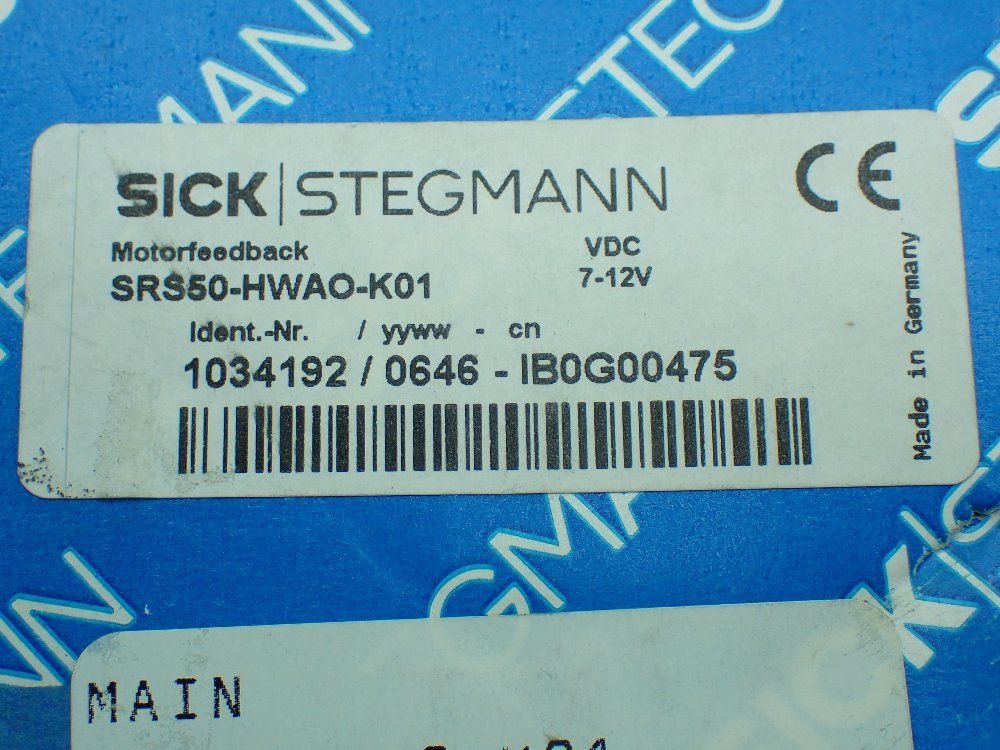 SICK|STEGMANN
CE
Motorfeedback
VDC
SRS50-HWAO-K01
7-12V
Ident.-Nr. / yyww - cn
1034192 / 0646 - IB0G00475
Made in Germany
MAIN